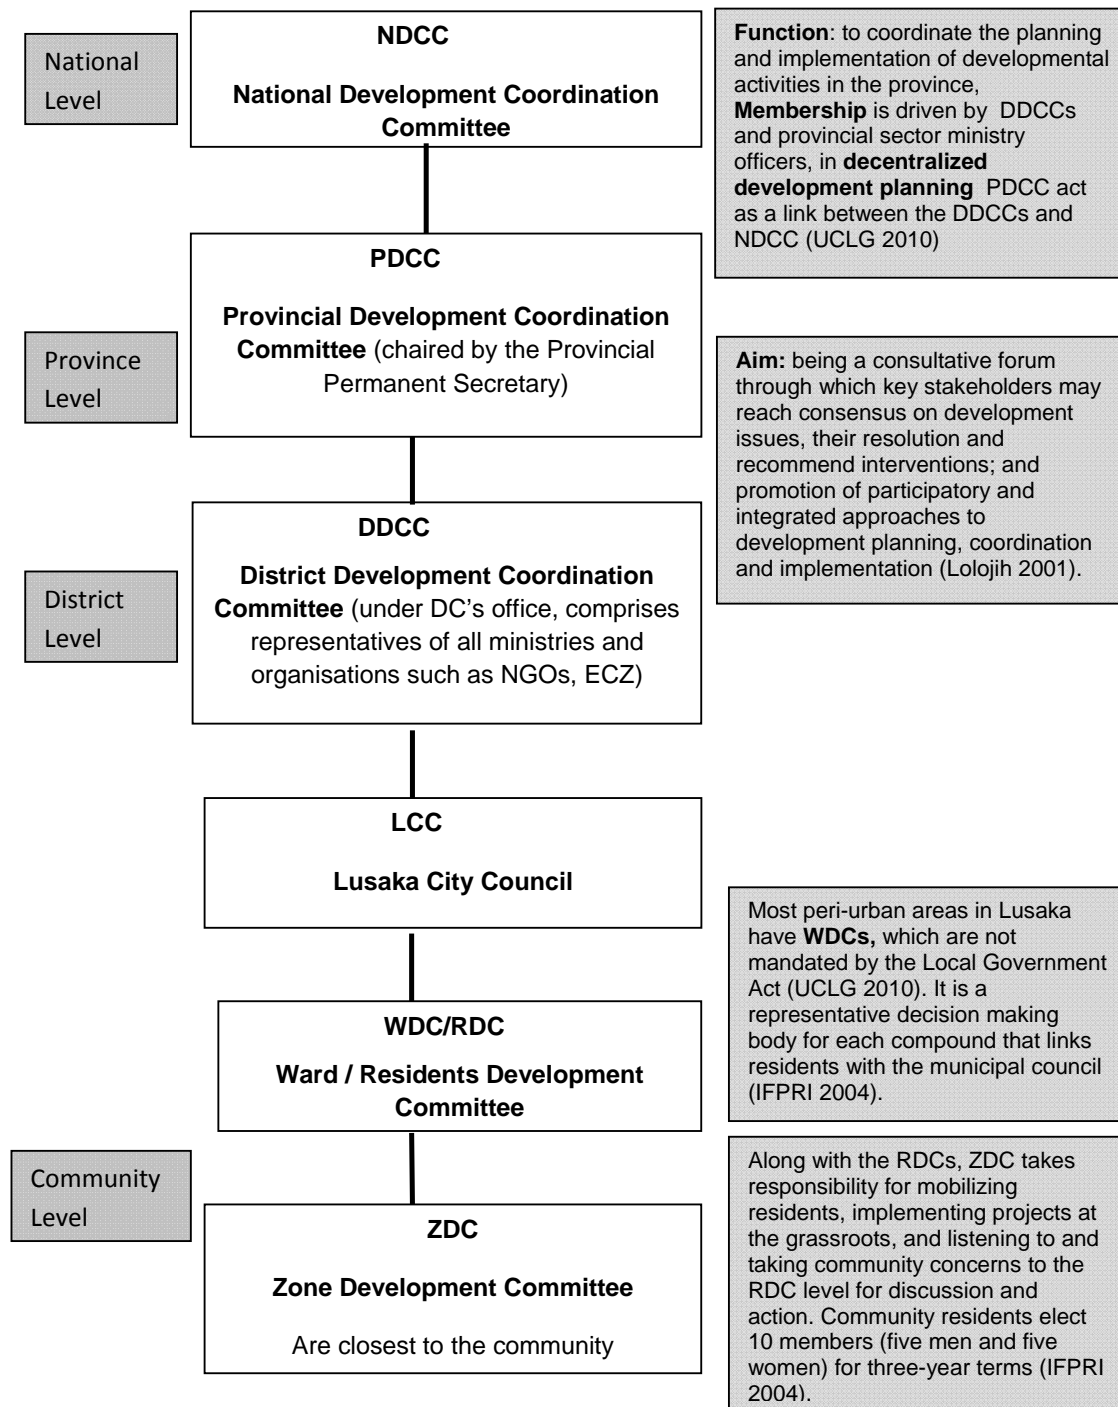 National
Level
NDCC
National Development Coordination
Committee
Function: to coordinate the planning
and implementation of developmental
activities in the province,
Membership is driven by DDCCs
and provincial sector ministry
officers, in decentralized
development planning PDCC act
as a link between the DDCCs and
NDCC (UCLG 2010)
Province
Level
PDCC
Provincial Development Coordination
Committee (chaired by the Provincial
Permanent Secretary)
Aim: being a consultative forum
through which key stakeholders may
reach consensus on development
issues, their resolution and
recommend interventions; and
promotion of participatory and
integrated approaches to
development planning, coordination
and implementation (Lolojih 2001).
District
Level
DDCC
District Development Coordination
Committee (under DC's office, comprises
representatives of all ministries and
organisations such as NGOs, ECZ)
LCC
Lusaka City Council
WDC/RDC
Ward / Residents Development
Committee
Most peri-urban areas in Lusaka
have WDCs, which are not
mandated by the Local Government
Act (UCLG 2010). It is a
representative decision making
body for each compound that links
residents with the municipal council
(IFPRI 2004).
Community
Level
ZDC
Zone Development Committee
Are closest to the community
Along with the RDCs, ZDC takes
responsibility for mobilizing
residents, implementing projects at
the grassroots, and listening to and
taking community concerns to the
RDC level for discussion and
action. Community residents elect
10 members (five men and five
women) for three-year terms (IFPRI
2004).